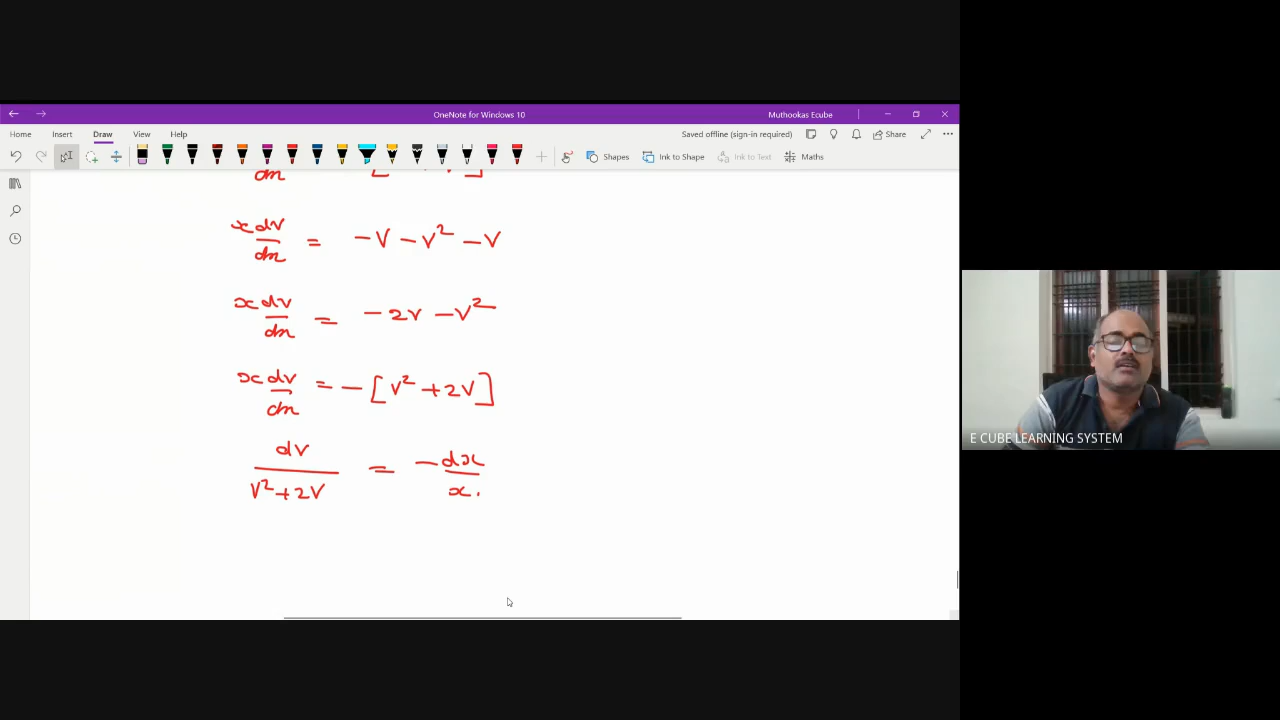 OneNote for Windows 10
Muthookas Ecube
Home Insert Draw View Help
Saved offline (sign-in required)
Share
Shapes
Ink to Shape
Ink to Text
Maths
dx
x dv/dx = -V - V² - V
x dv/dx = -2V - V²
x dv/dx = -[V² + 2V]
dv/(V² + 2V) = -dx/x.
E CUBE LEARNING SYSTEM